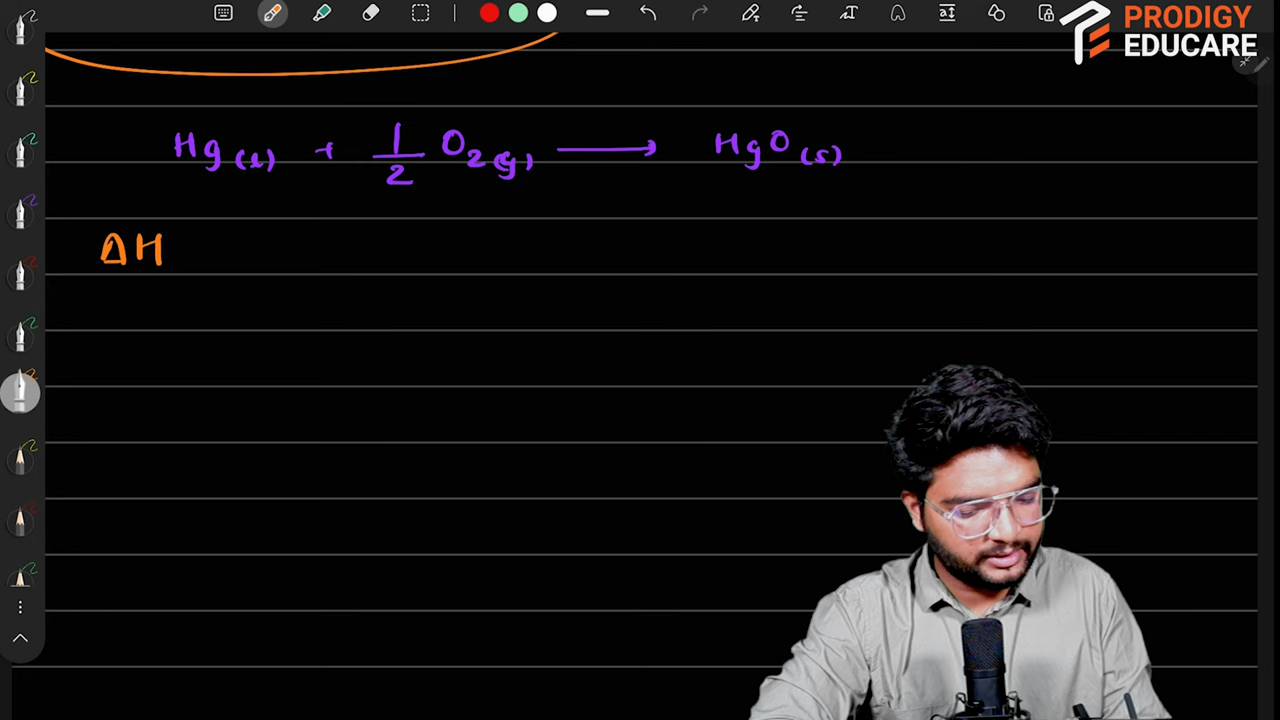 PRODIGY
EDUCARE
Hg(l) + 1/2 O2(g) ⟶ HgO(s)
ΔH